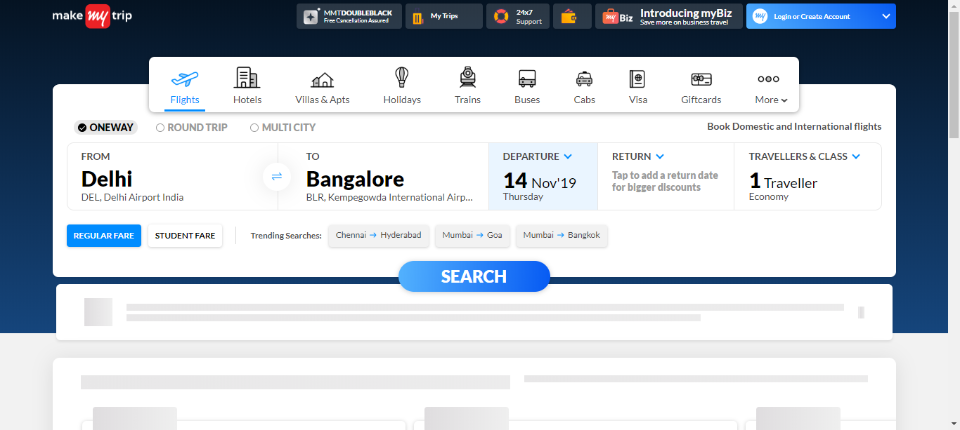 make my trip
MMTDOUBLEBLACK
Free Cancellation Assured
My Trips
24x7
Support
my Biz
Introducing myBiz
Save more on business travel
my
Login or Create Account
Flights
Hotels
Villas & Apts
Holidays
Trains
Buses
Cabs
Visa
Giftcards
More
ONEWAY
ROUND TRIP
MULTI CITY
Book Domestic and International flights
FROM
Delhi
DEL, Delhi Airport India
TO
Bangalore
BLR, Kempegowda International Airp...
DEPARTURE
14 Nov'19
Thursday
RETURN
Tap to add a return date
for bigger discounts
TRAVELLERS & CLASS
1 Traveller
Economy
REGULAR FARE
STUDENT FARE
Trending Searches:
Chennai → Hyderabad
Mumbai → Goa
Mumbai → Bangkok
SEARCH